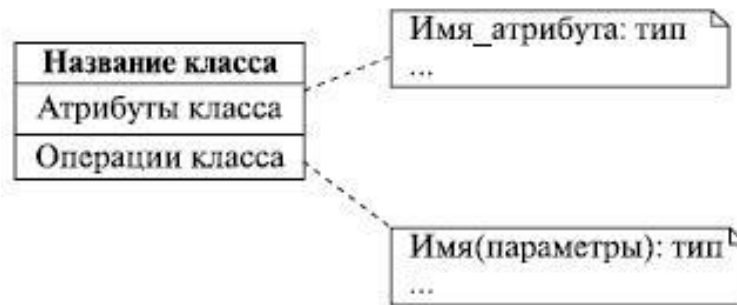 Название класса
Атрибуты класса
Операции класса
Имя_атрибута: тип
...
Имя(параметры): тип
...